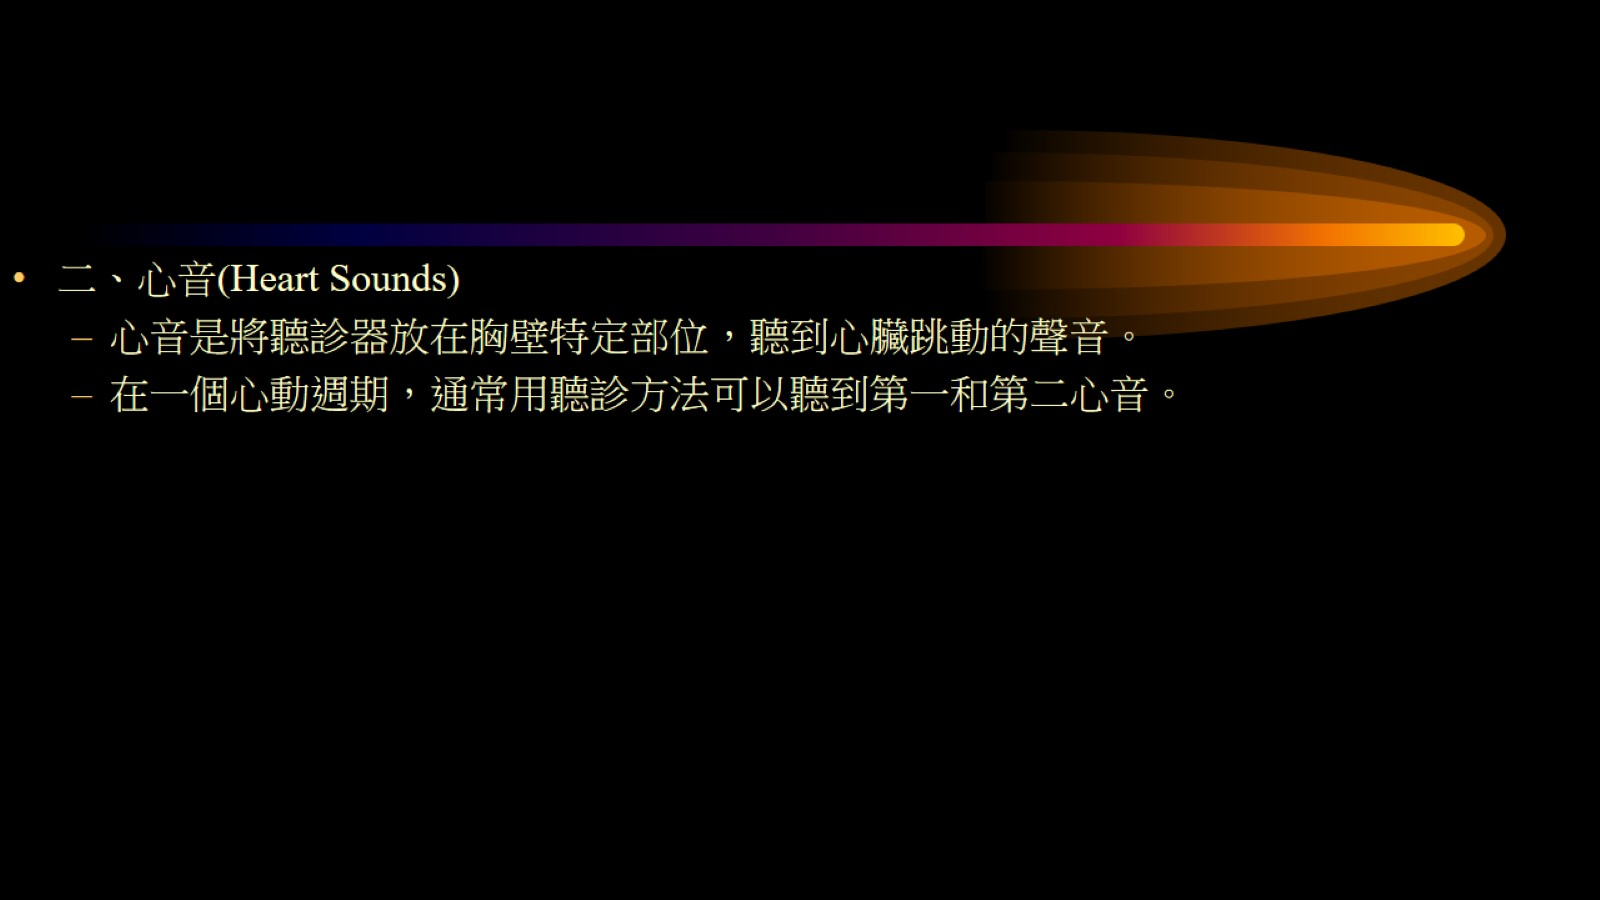 • 二、心音(Heart Sounds)
– 心音是將聽診器放在胸壁特定部位，聽到心臟跳動的聲音。
– 在一個心動週期，通常用聽診方法可以聽到第一和第二心音。